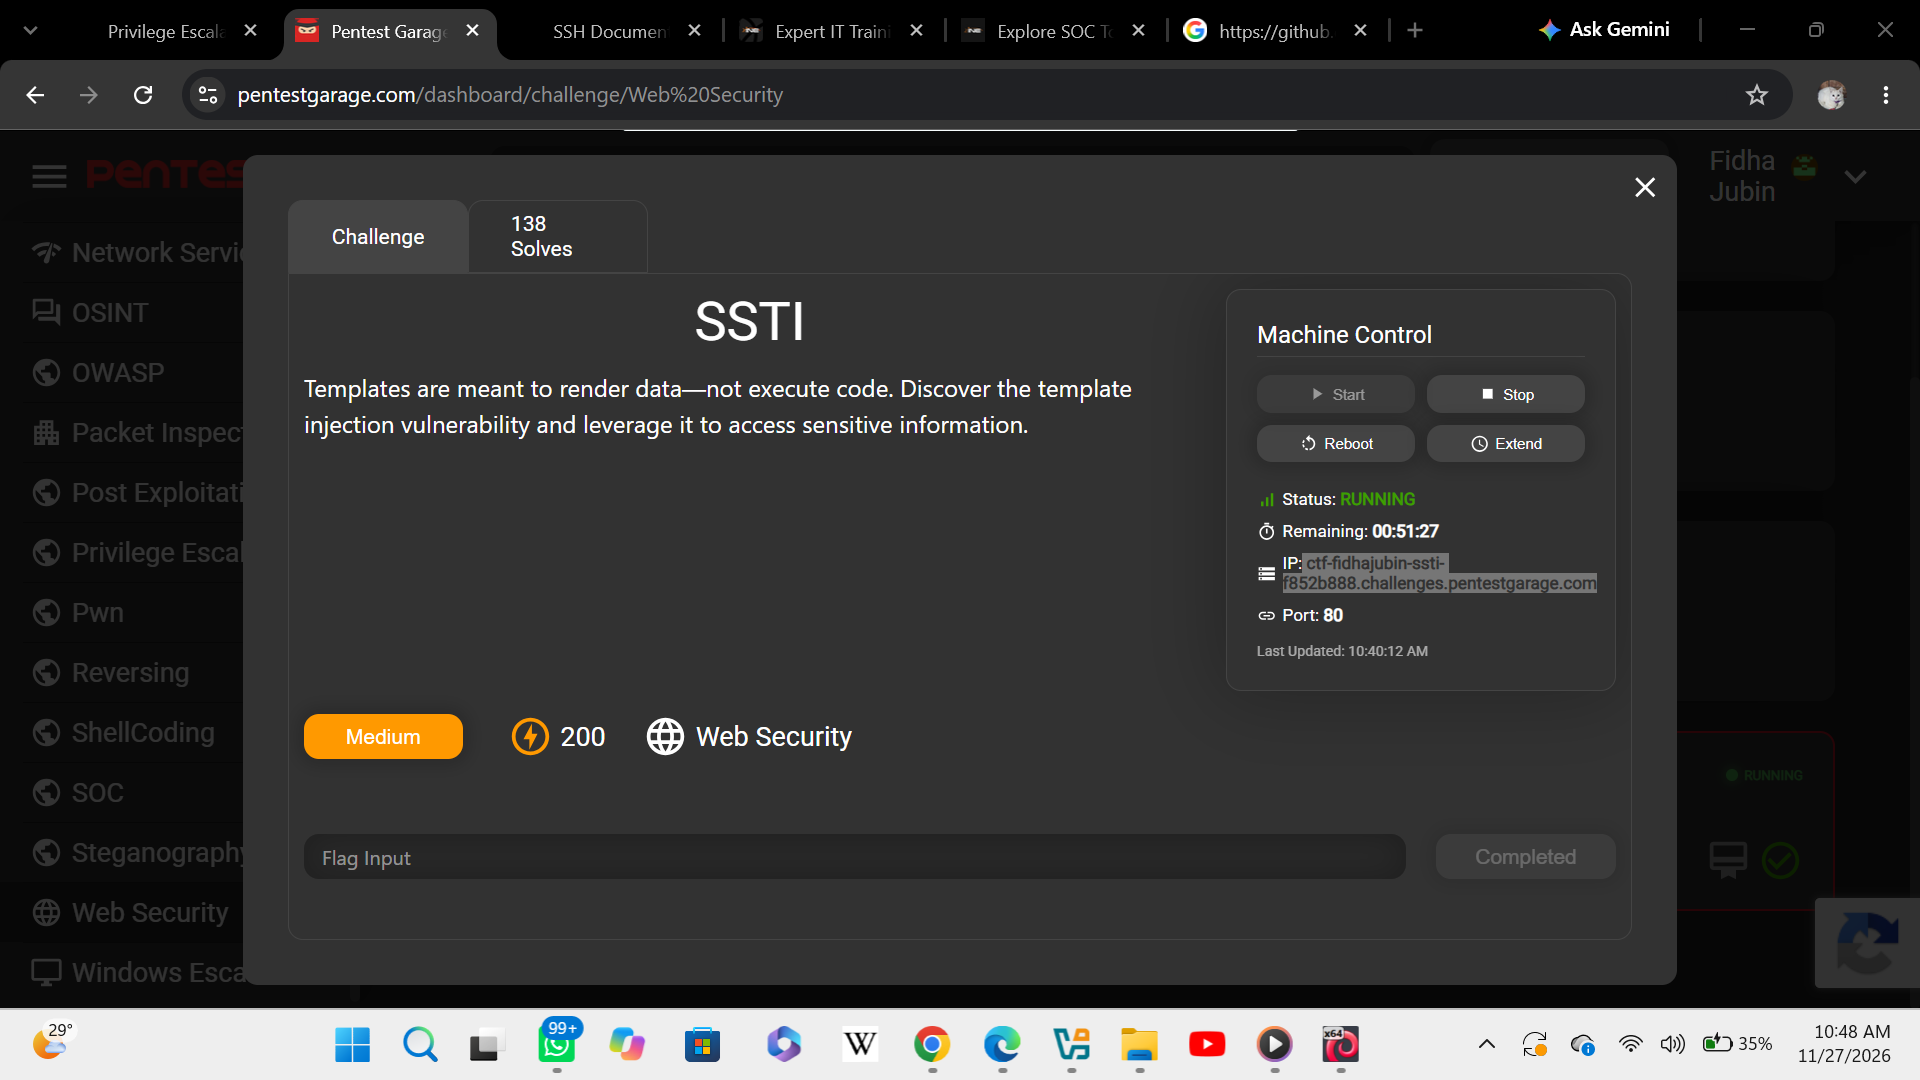 Privilege Escala
Pentest Garage
SSH Documen
Expert IT Traini
Explore SOC To
https://github.
Ask Gemini
pentestgarage.com/dashboard/challenge/Web%20Security
PENTES
Fidha
Jubin
Network Servi
OSINT
OWASP
Packet Inspec
Post Exploitati
Privilege Escal
Pwn
Reversing
ShellCoding
SOC
Steganography
Web Security
Windows Esca
Challenge
138
Solves
SSTI
Templates are meant to render data—not execute code. Discover the template
injection vulnerability and leverage it to access sensitive information.
Machine Control
Start
Stop
Reboot
Extend
Status: RUNNING
Remaining: 00:51:27
IP: ctf-fidhajubin-ssti-
f852b888.challenges.pentestgarage.com
Port: 80
Last Updated: 10:40:12 AM
Medium
200
Web Security
Flag Input
Completed
RUNNING
29°
99+
W
x64
35%
10:48 AM
11/27/2026